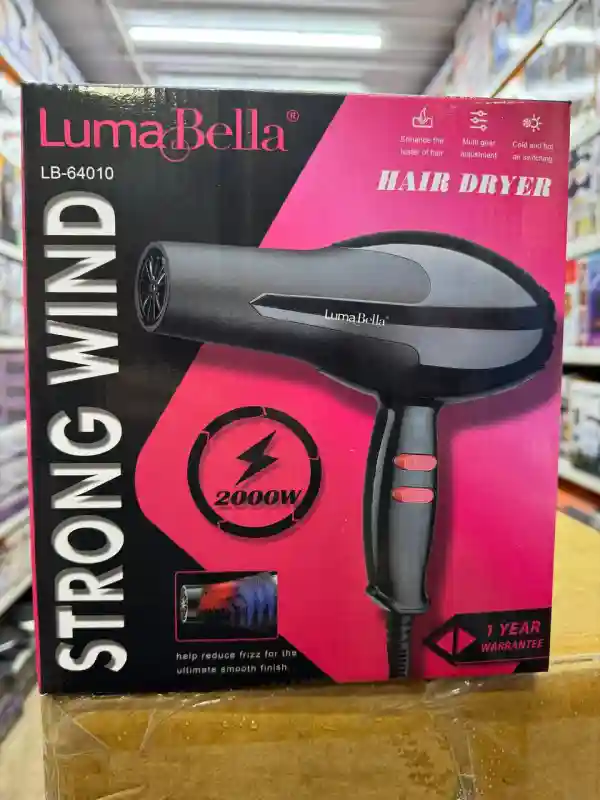 LumaBella®
LB-64010
STRONG WIND
Enhance the
luster of hair
Multi gear
adjustment
Cold and hot
air switching
HAIR DRYER
LumaBella®
2000W
help reduce frizz for the
ultimate smooth finish
1 YEAR
WARRANTEE